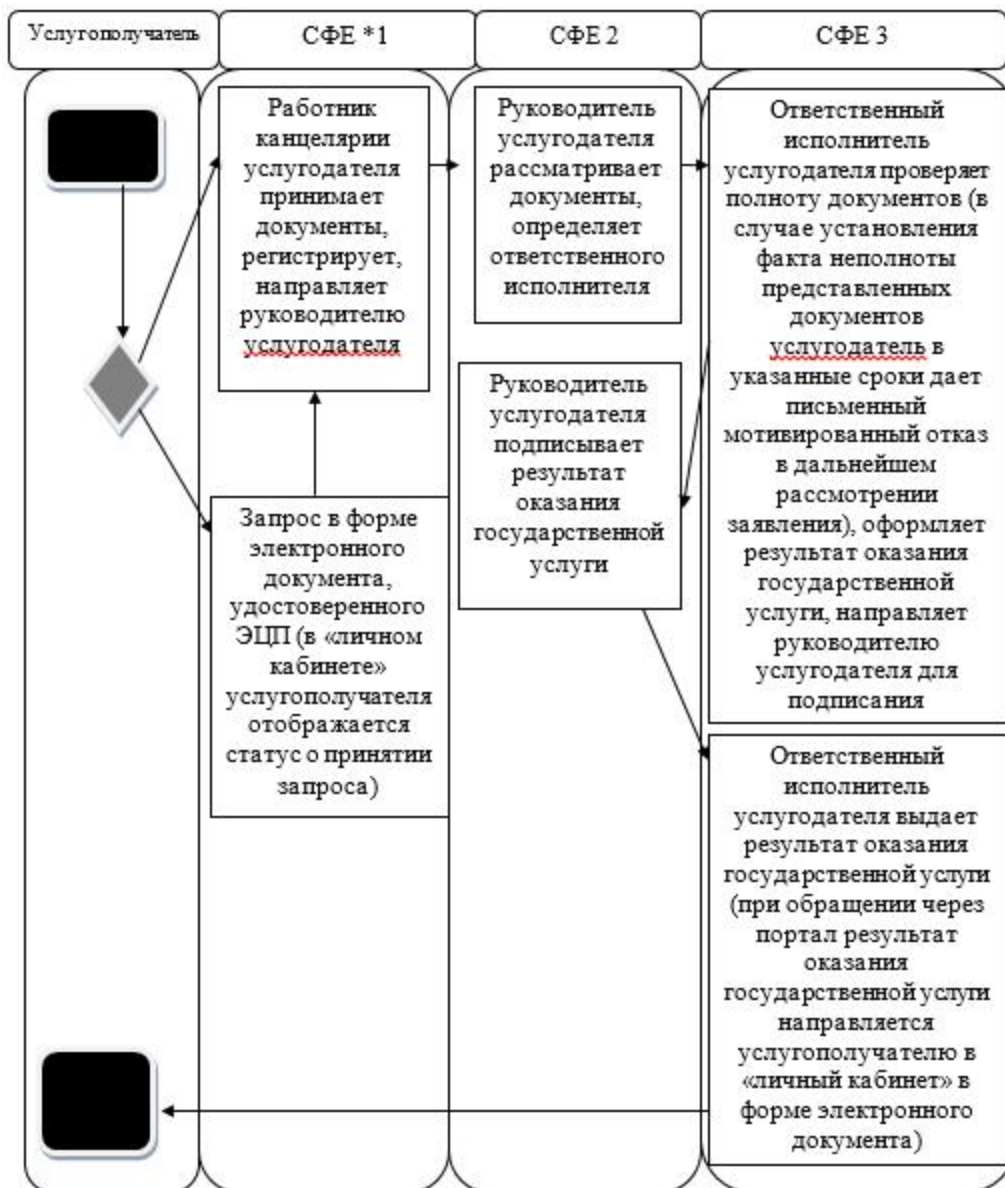 Услугополучатель
СФЕ *1
СФЕ 2
СФЕ 3
Работник
канцелярии
услугодателя
принимает
документы,
регистрирует,
направляет
руководителю
услугодателя
Запрос в форме
электронного
документа,
удостоверенного
ЭЦП (в «личном
кабинете»
услугополучателя
отображается
статус о принятии
запроса)
Руководитель
услугодателя
рассматривает
документы,
определяет
ответственного
исполнителя
Руководитель
услугодателя
подписывает
результат
оказания
государственной
услуги
Ответственный
исполнитель
услугодателя проверяет
полноту документов (в
случае установления
факта неполноты
представленных
документов
услугодатель в
указанные сроки дает
письменный
мотивированный отказ
в дальнейшем
рассмотрении
заявления), оформляет
результат оказания
государственной
услуги, направляет
руководителю
услугодателя для
подписания
Ответственный
исполнитель
услугодателя выдает
результат оказания
государственной услуги
(при обращении через
портал результат
оказания
государственной услуги
направляется
услугополучателю в
«личный кабинет» в
форме электронного
документа)